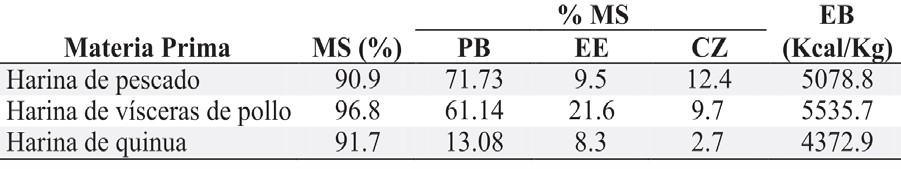 % MS EB
Materia Prima MS (%) PB EE CZ (Kcal/Kg)
Harina de pescado 90.9 71.73 9.5 12.4 5078.8
Harina de vísceras de pollo 96.8 61.14 21.6 9.7 5535.7
Harina de quinua 91.7 13.08 8.3 2.7 4372.9